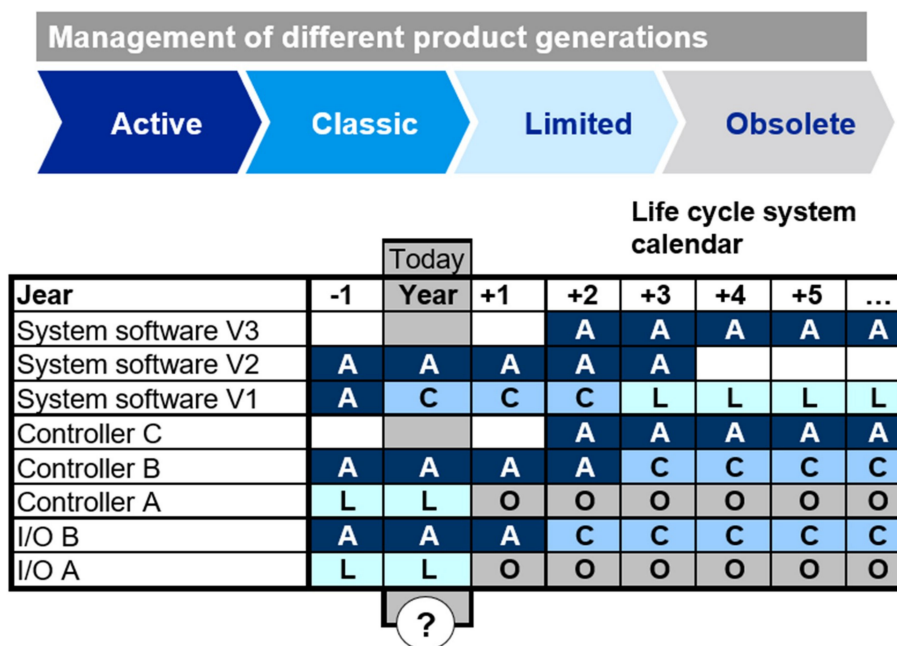 Management of different product generations
Active Classic Limited Obsolete
Life cycle system
calendar
Today
Jear -1 Year +1 +2 +3 +4 +5 ...
System software V3 A A A A A
System software V2 A A A A A
System software V1 A C C C L L L L
Controller C A A A A A
Controller B A A A A C C C C
Controller A L L O O O O O O
I/O B A A A C C C C C
I/O A L L O O O O O O
?